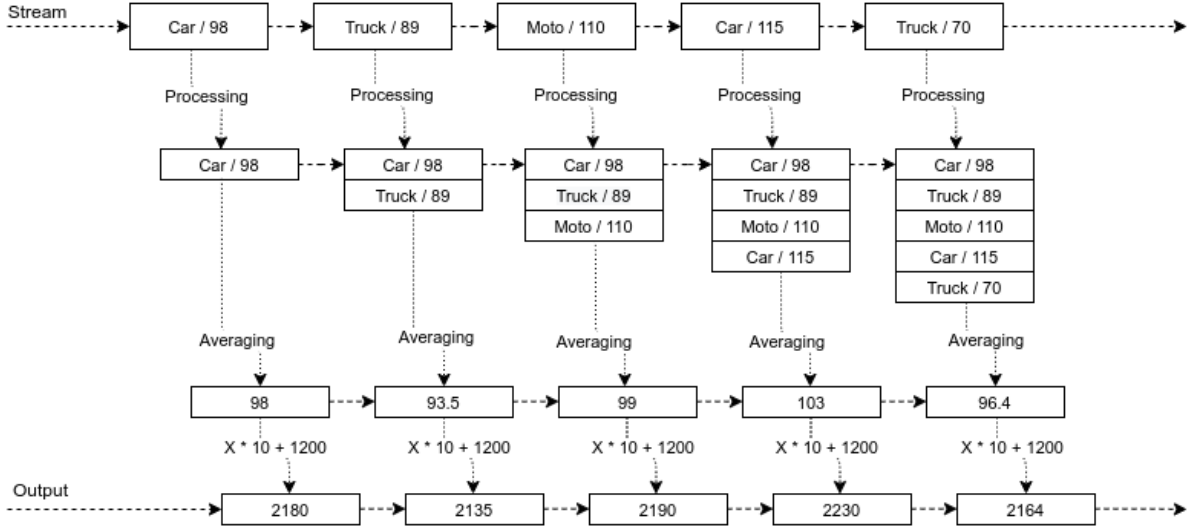 Stream
Car / 98
Truck / 89
Moto / 110
Car / 115
Truck / 70
Processing
Processing
Processing
Processing
Processing
Car / 98
Car / 98
Truck / 89
Car / 98
Truck / 89
Moto / 110
Car / 98
Truck / 89
Moto / 110
Car / 115
Car / 98
Truck / 89
Moto / 110
Car / 115
Truck / 70
Averaging
Averaging
Averaging
Averaging
Averaging
98
93.5
99
103
96.4
X * 10 + 1200
X * 10 + 1200
X * 10 + 1200
X * 10 + 1200
X * 10 + 1200
Output
2180
2135
2190
2230
2164